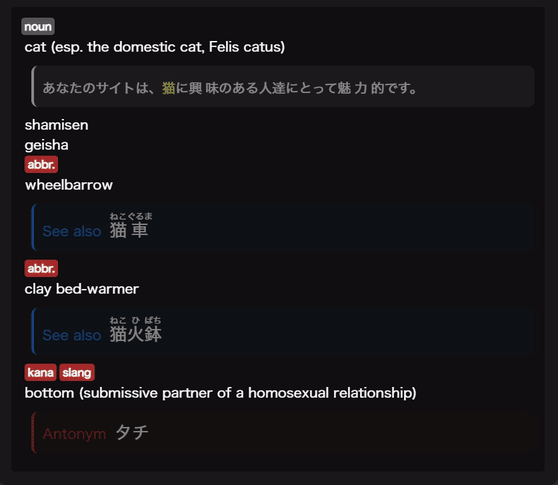 noun
cat (esp. the domestic cat, Felis catus)
あなたのサイトは、猫に興味のある人達にとって魅力的です。
shamisen
geisha
abbr.
wheelbarrow
ねこぐるま
See also 猫車
abbr.
clay bed-warmer
ねこ ひ ばち
See also 猫火鉢
kana slang
bottom (submissive partner of a homosexual relationship)
Antonym タチ